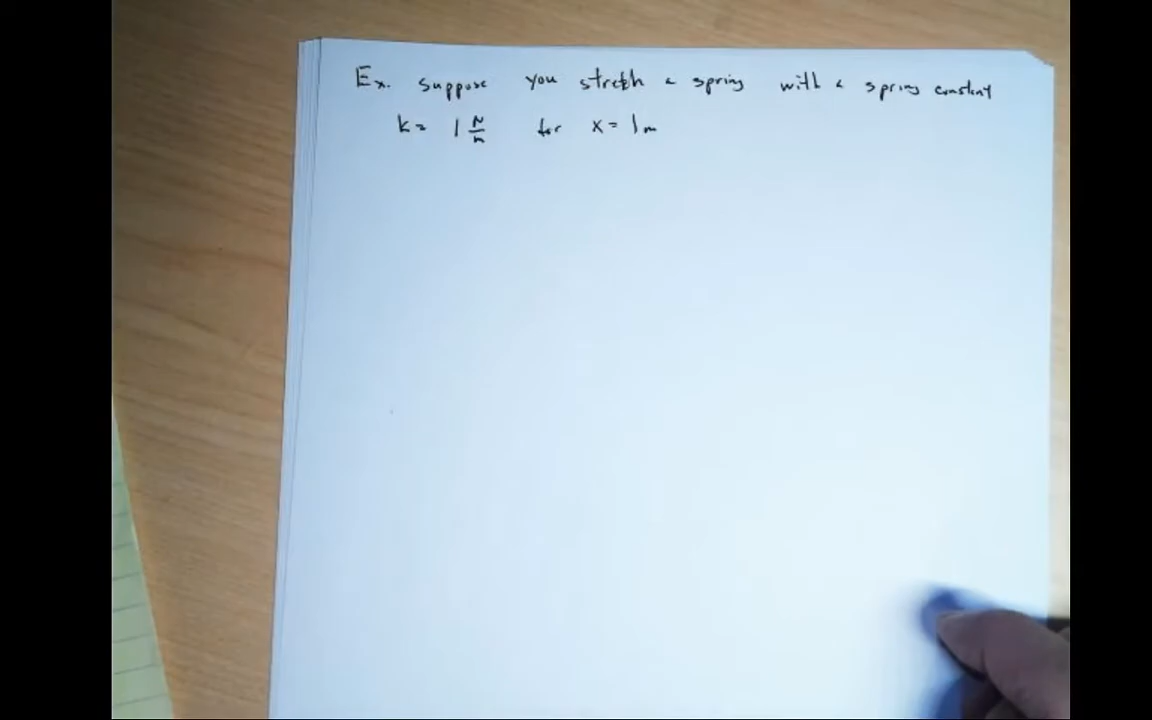 Ex. Suppose you stretch a spring with a spring constant
k = 1 N/m for x = 1 m